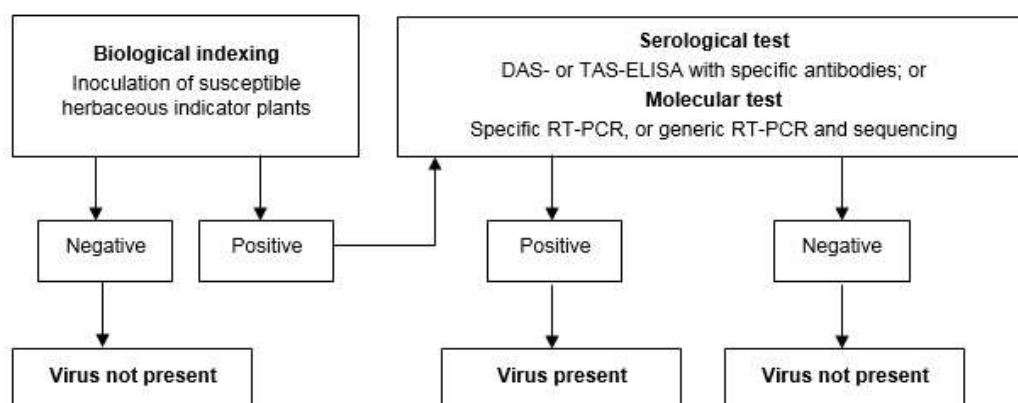 Biological indexing
Inoculation of susceptible
herbaceous indicator plants
Serological test
DAS- or TAS-ELISA with specific antibodies; or
Molecular test
Specific RT-PCR, or generic RT-PCR and sequencing
Negative
Positive
Positive
Negative
Virus not present
Virus present
Virus not present